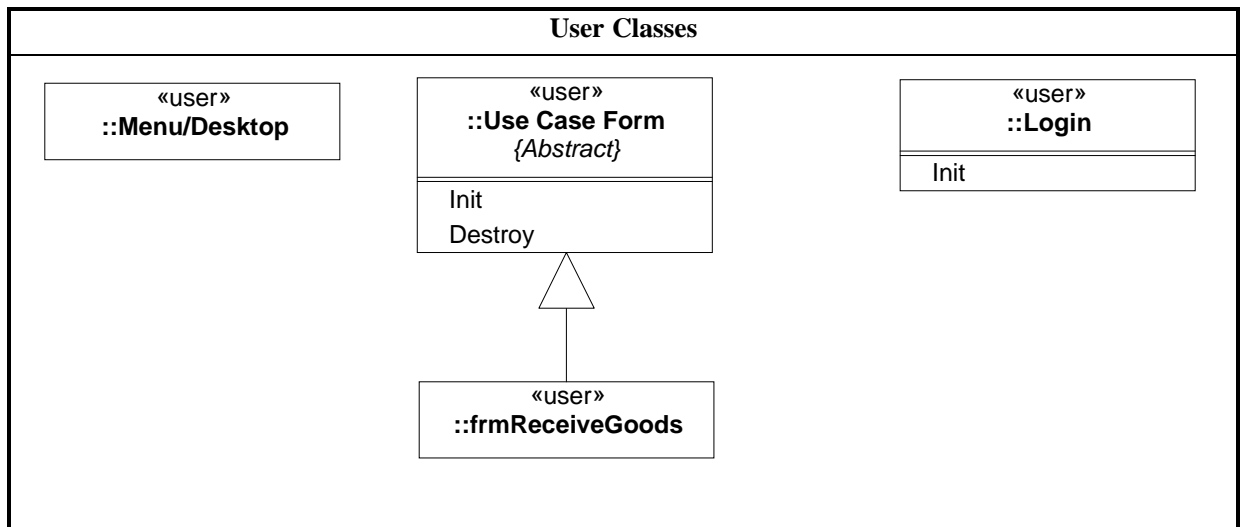 User Classes
«user»
::Menu/Desktop
«user»
::Use Case Form
{Abstract}
Init
Destroy
«user»
::Login
Init
«user»
::frmReceiveGoods